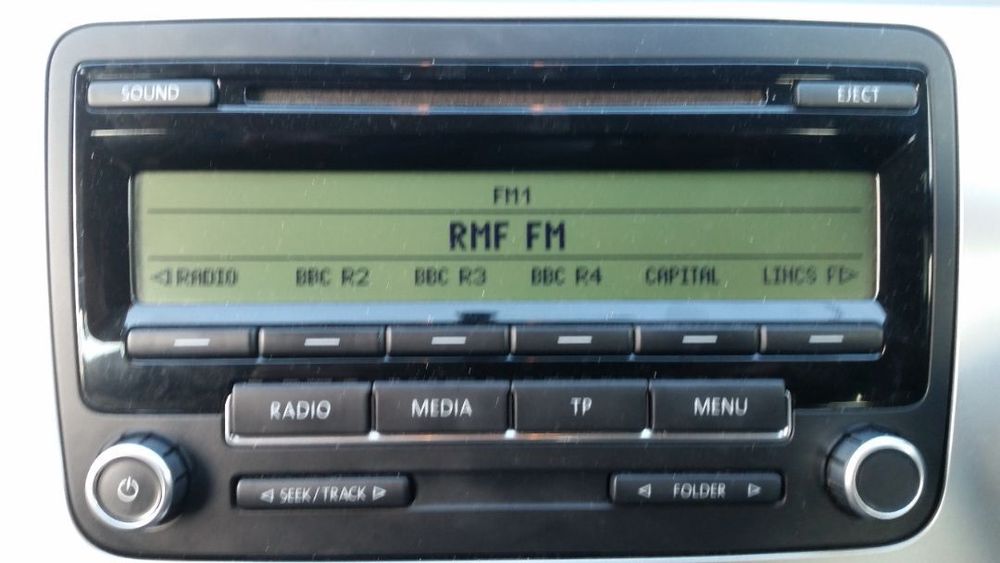 SOUND EJECT
FM1
RMF FM
◁RADIO BBC R2 BBC R3 BBC R4 CAPITAL LINCS F▷
RADIO MEDIA TP MENU
◁ SEEK/TRACK ▷ ◁ FOLDER ▷